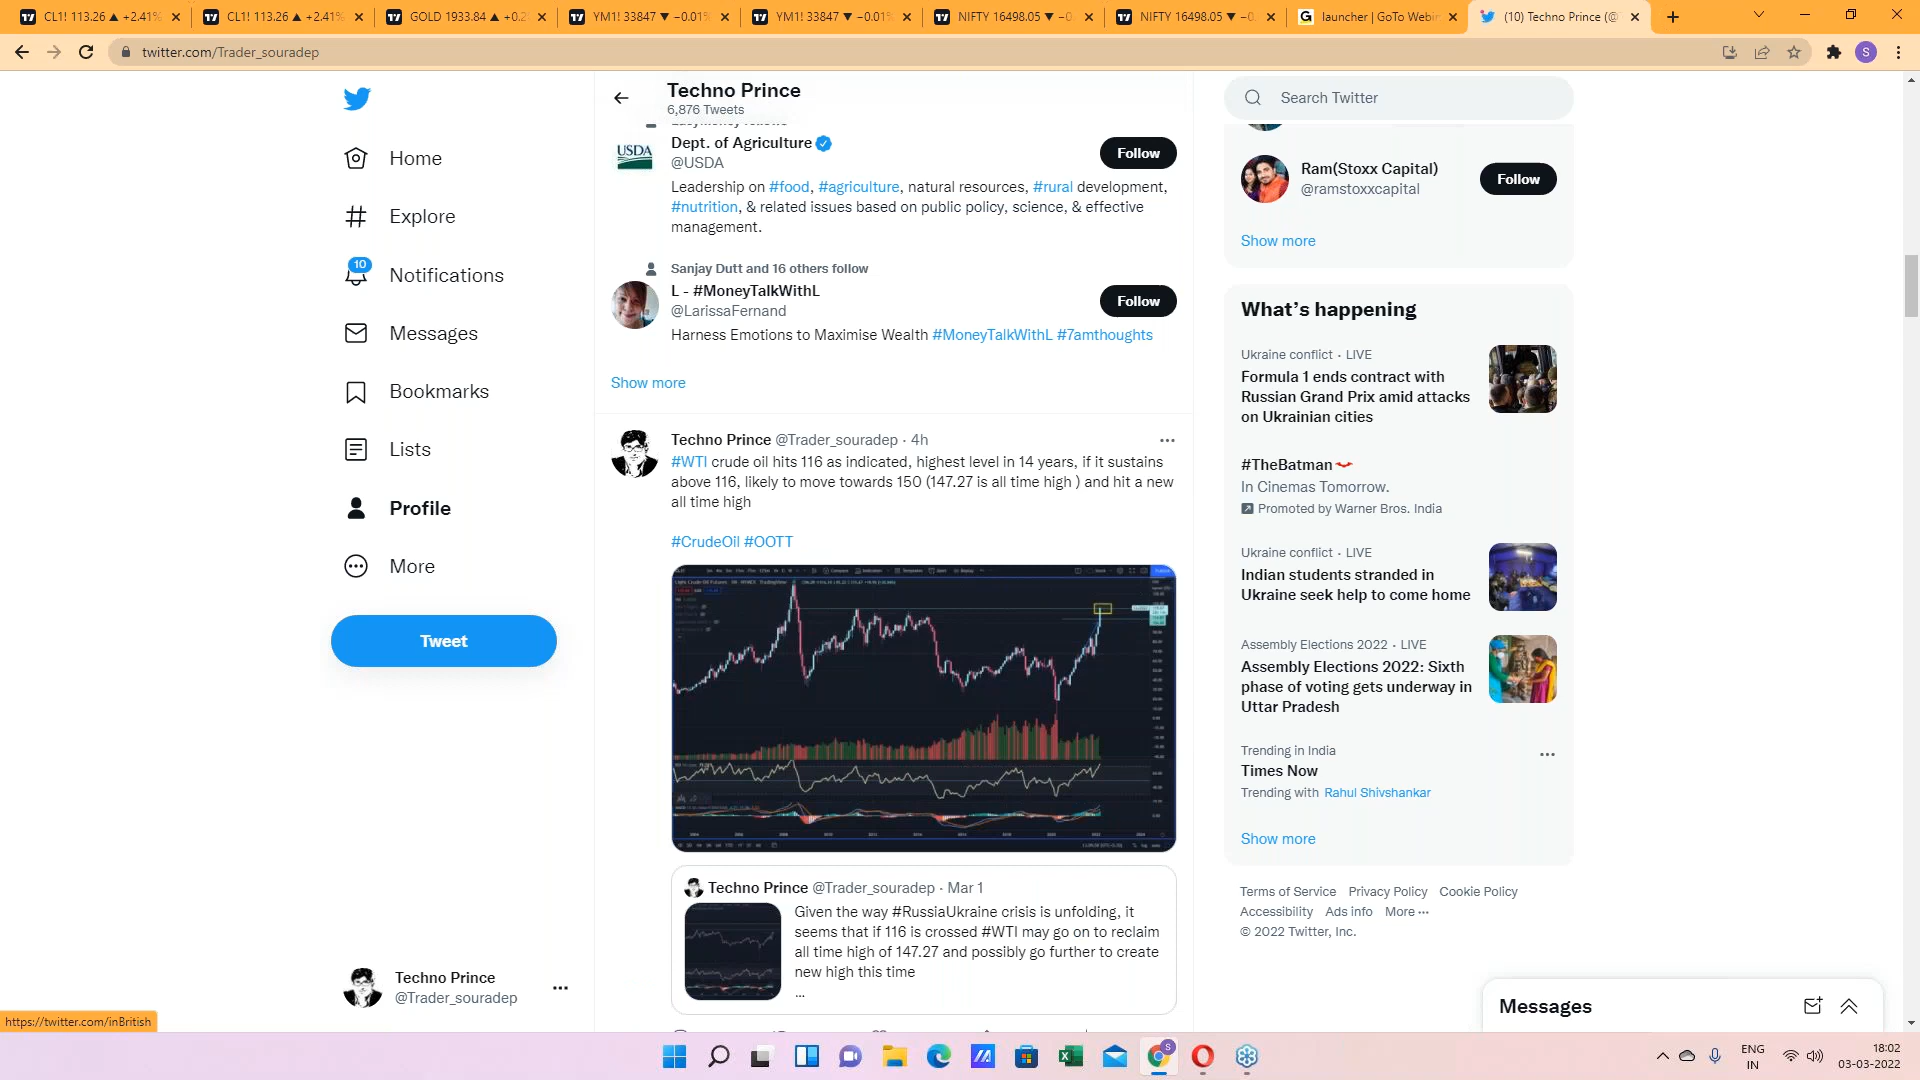 CL1! 113.26 ▲ +2.41%
CL1! 113.26 ▲ +2.41%
GOLD 1933.84 ▲ +0.2
YM1! 33847 ▼ −0.01%
YM1! 33847 ▼ −0.01%
NIFTY 16498.05 ▼ −0.
NIFTY 16498.05 ▼ −0.
launcher | GoTo Webi
(10) Techno Prince (@
twitter.com/Trader_souradep
S
Techno Prince
6,876 Tweets
Home
Explore
10
Notifications
Messages
Bookmarks
Lists
Profile
More
Tweet
Techno Prince
@Trader_souradep
https://twitter.com/inBritish
USDA
Dept. of Agriculture
@USDA
Follow
Leadership on #food, #agriculture, natural resources, #rural development,
#nutrition, & related issues based on public policy, science, & effective
management.
Sanjay Dutt and 16 others follow
L - #MoneyTalkWithL
@LarissaFernand
Follow
Harness Emotions to Maximise Wealth #MoneyTalkWithL #7amthoughts
Show more
Techno Prince @Trader_souradep · 4h
#WTI crude oil hits 116 as indicated, highest level in 14 years, if it sustains
above 116, likely to move towards 150 (147.27 is all time high ) and hit a new
all time high
#CrudeOil #OOTT
Techno Prince @Trader_souradep · Mar 1
Given the way #RussiaUkraine crisis is unfolding, it
seems that if 116 is crossed #WTI may go on to reclaim
all time high of 147.27 and possibly go further to create
new high this time
...
Search Twitter
Ram(Stoxx Capital)
@ramstoxxcapital
Follow
Show more
What’s happening
Ukraine conflict · LIVE
Formula 1 ends contract with
Russian Grand Prix amid attacks
on Ukrainian cities
#TheBatman
In Cinemas Tomorrow.
Promoted by Warner Bros. India
Ukraine conflict · LIVE
Indian students stranded in
Ukraine seek help to come home
Assembly Elections 2022 · LIVE
Assembly Elections 2022: Sixth
phase of voting gets underway in
Uttar Pradesh
Trending in India
Times Now
Trending with Rahul Shivshankar
Show more
Terms of Service Privacy Policy Cookie Policy
Accessibility Ads info More ···
© 2022 Twitter, Inc.
Messages
ENG
IN
18:02
03-03-2022